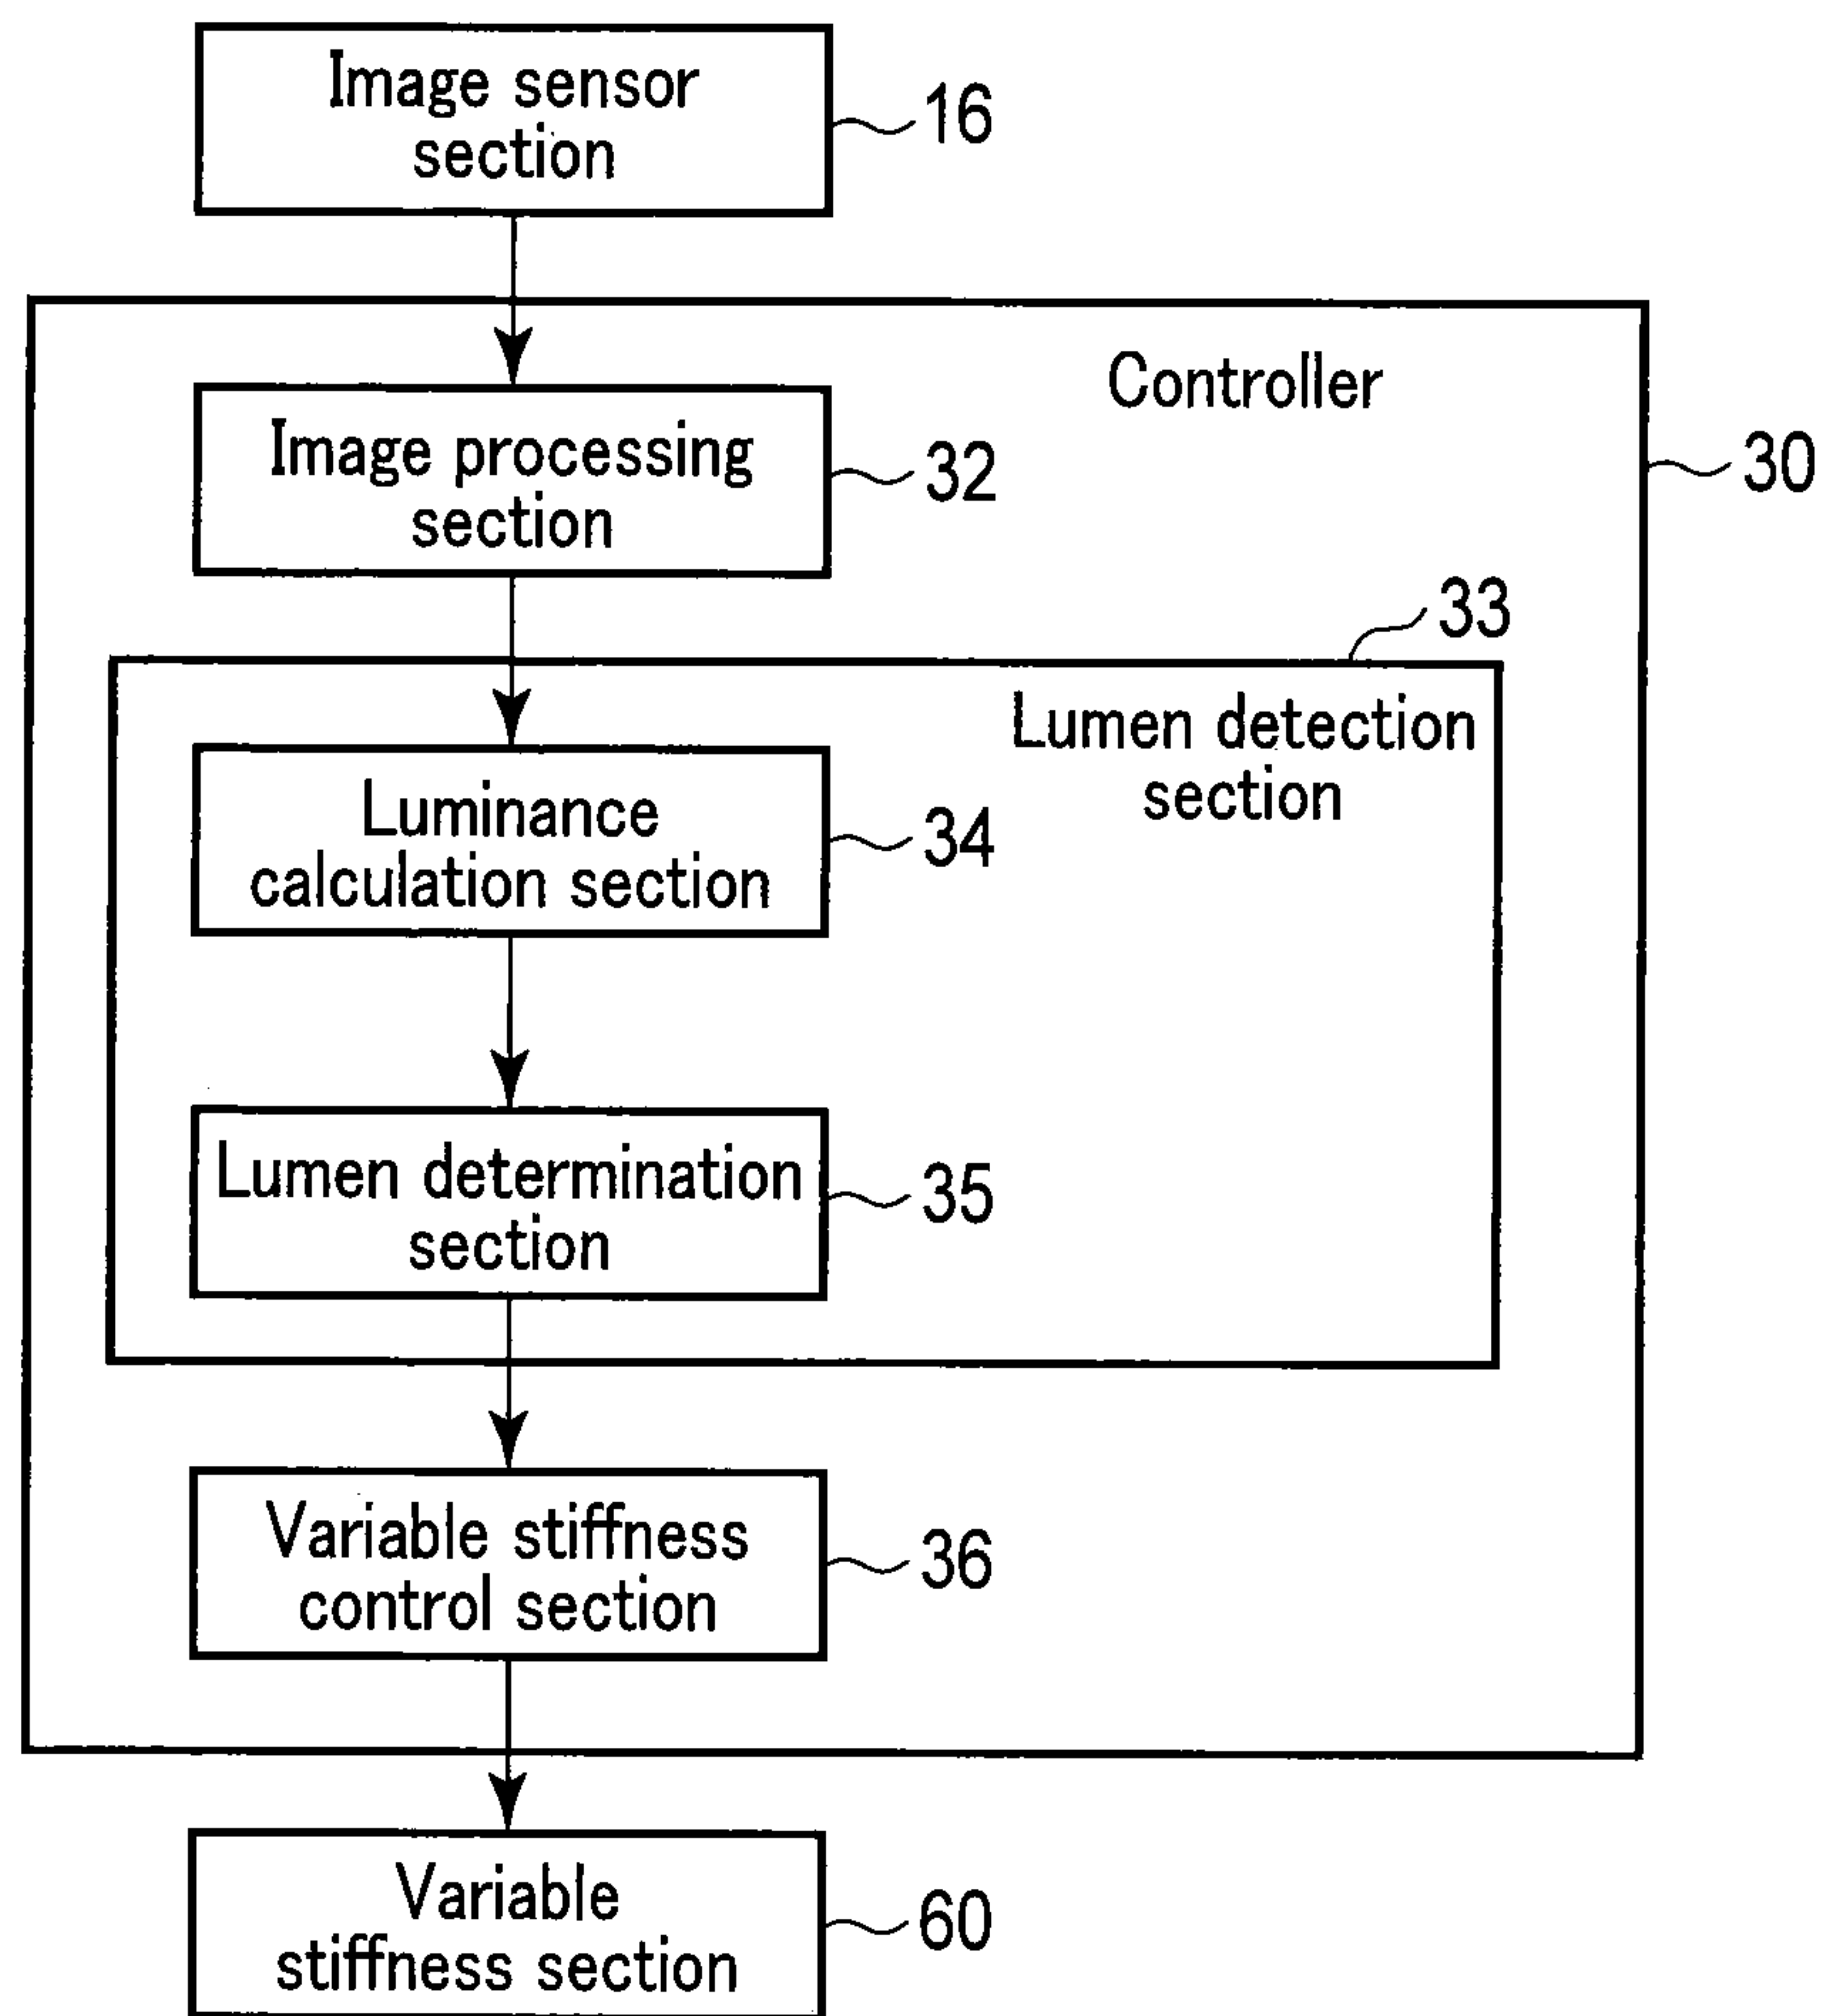 Image sensor
section
16
Controller
Image processing
section
32
30
33
Lumen detection
section
Luminance
calculation section
34
Lumen determination
section
35
Variable stiffness
control section
36
Variable
stiffness section
60